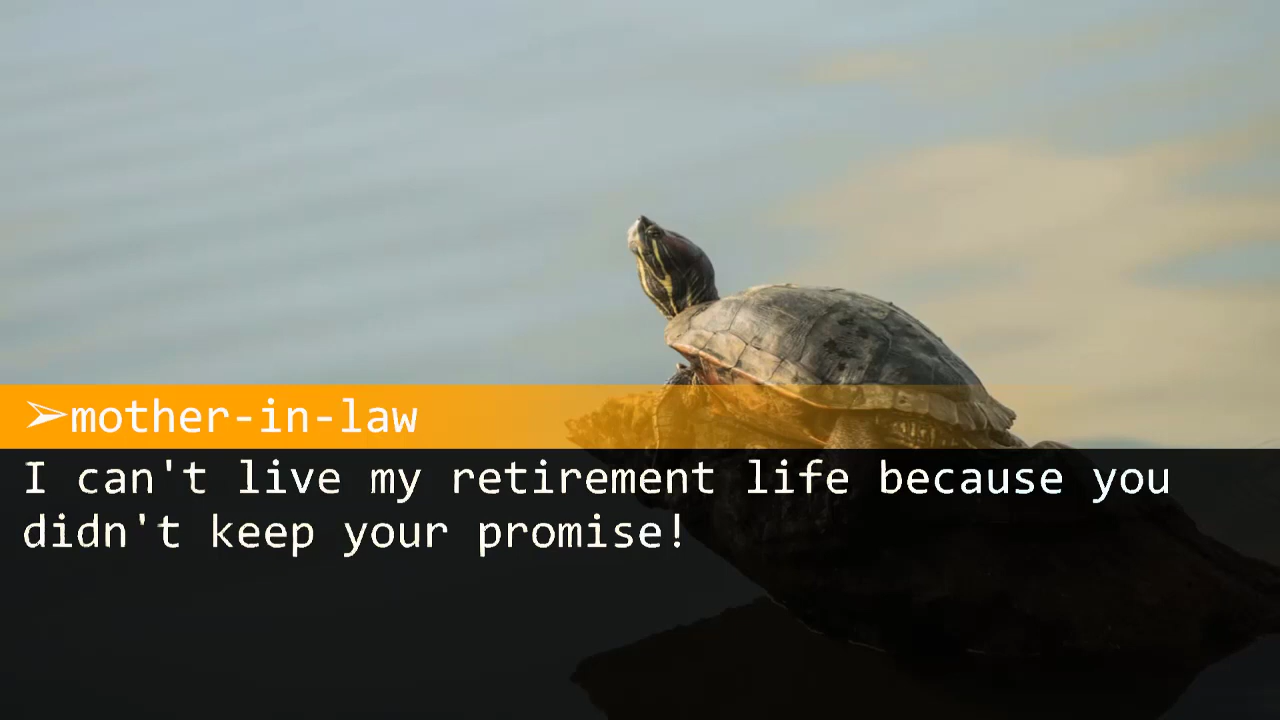 ➢mother-in-law
I can't live my retirement life because you
didn't keep your promise!